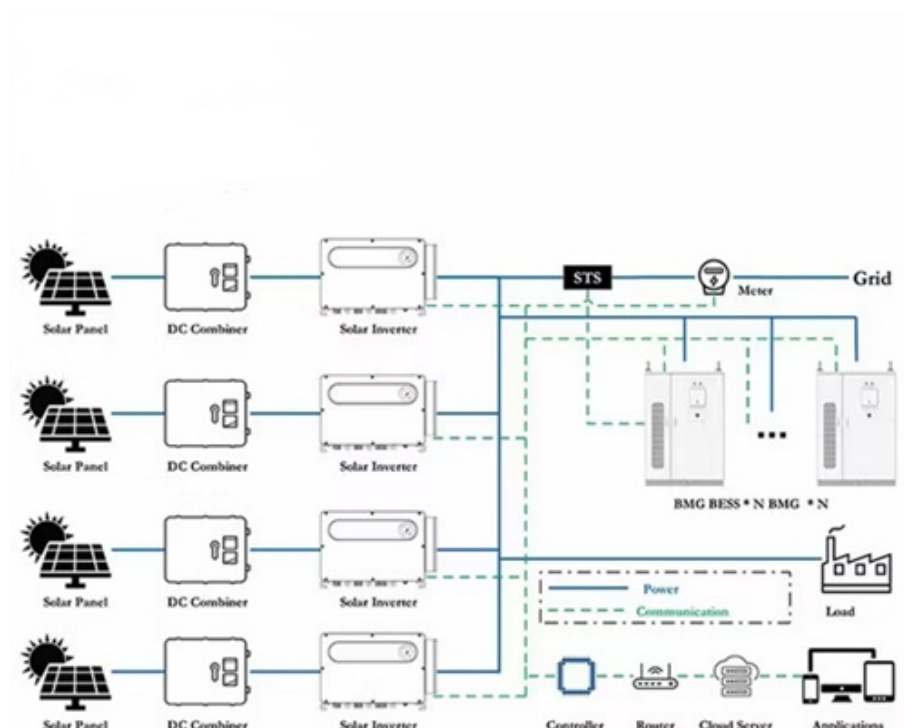 STS
Meter
Grid
Solar Panel
DC Combiner
Solar Inverter
Solar Panel
DC Combiner
Solar Inverter
BMG BESS * N BMG * N
Solar Panel
DC Combiner
Solar Inverter
Power
Communication
Load
Solar Panel
DC Combiner
Solar Inverter
Controller
Router
Cloud Server
Applications